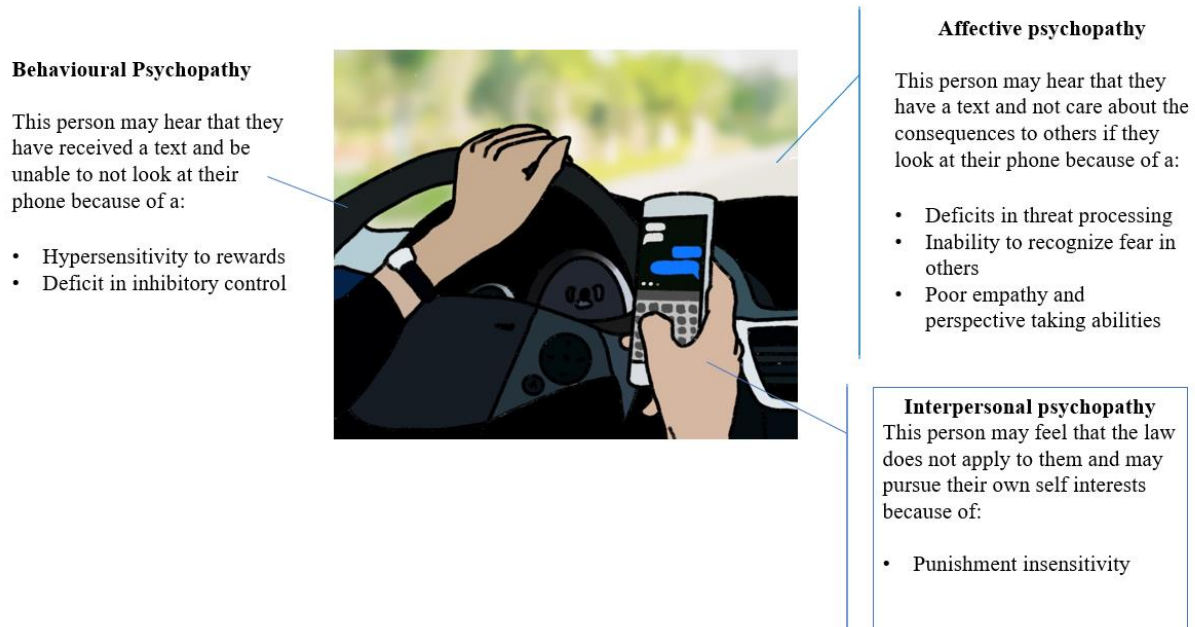 Behavioural Psychopathy
This person may hear that they
have received a text and be
unable to not look at their
phone because of a:
• Hypersensitivity to rewards
• Deficit in inhibitory control
Affective psychopathy
This person may hear that they
have a text and not care about the
consequences to others if they
look at their phone because of a:
• Deficits in threat processing
• Inability to recognize fear in
others
• Poor empathy and
perspective taking abilities
Interpersonal psychopathy
This person may feel that the law
does not apply to them and may
pursue their own self interests
because of:
• Punishment insensitivity